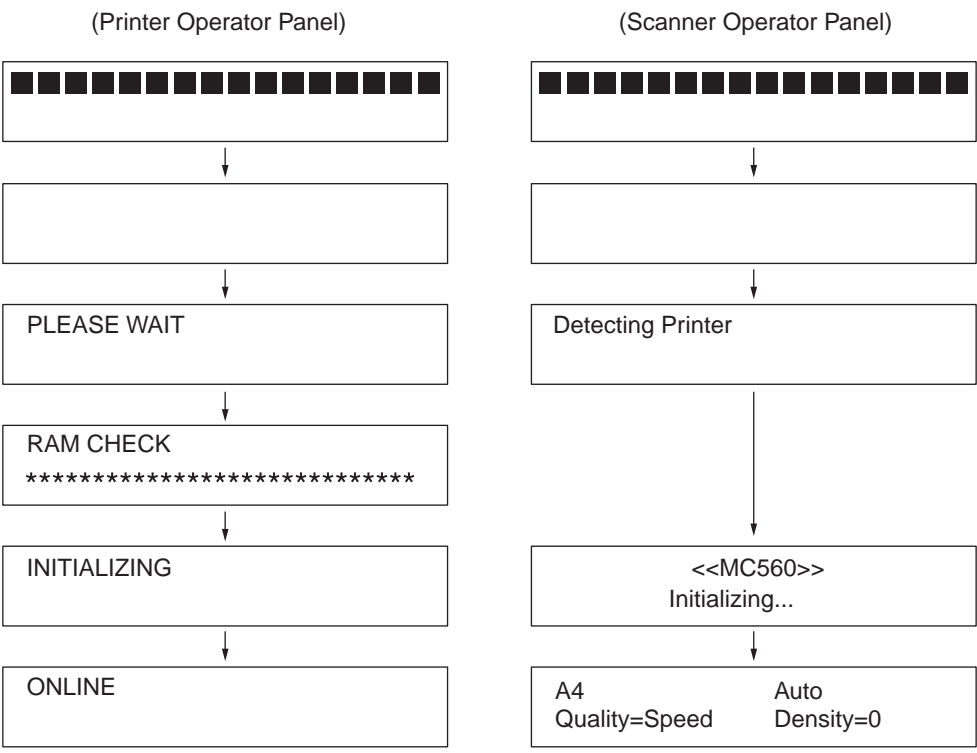 (Printer Operator Panel)
PLEASE WAIT
RAM CHECK
*****************************
INITIALIZING
ONLINE
(Scanner Operator Panel)
Detecting Printer
<<MC560>>
Initializing...
A4 Auto
Quality=Speed Density=0